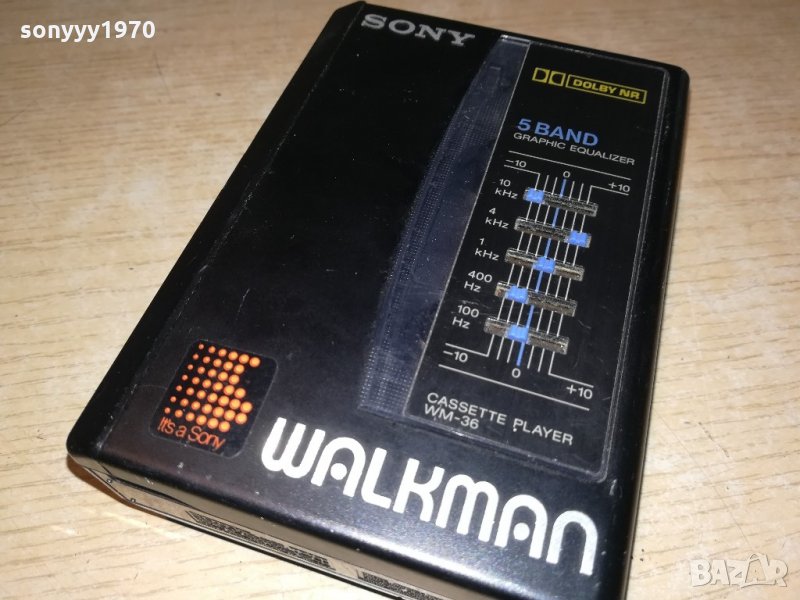 sonyyy1970
SONY
DOLBY NR
5 BAND
GRAPHIC EQUALIZER
-10 0 +10
10 kHz
4 kHz
1 kHz
400 Hz
100 Hz
-10 0 +10
CASSETTE PLAYER
WM-36
It's a Sony
WALKMAN
BAZAR